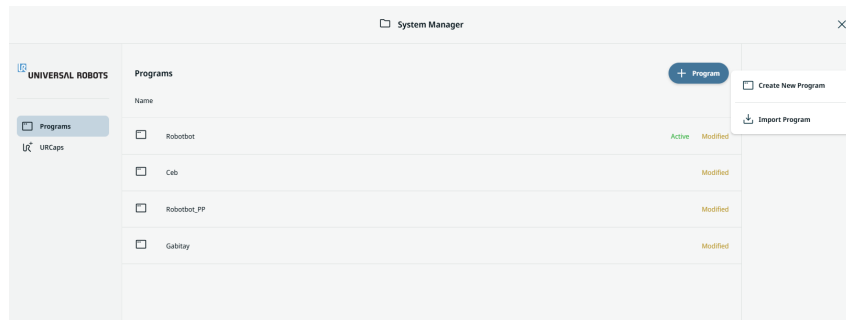 System Manager
UNIVERSAL ROBOTS
Programs
URCaps
Programs
+ Program
Name
Robotbot Active Modified
Ceb Modified
Robotbot_PP Modified
Gabitay Modified
Create New Program
Import Program